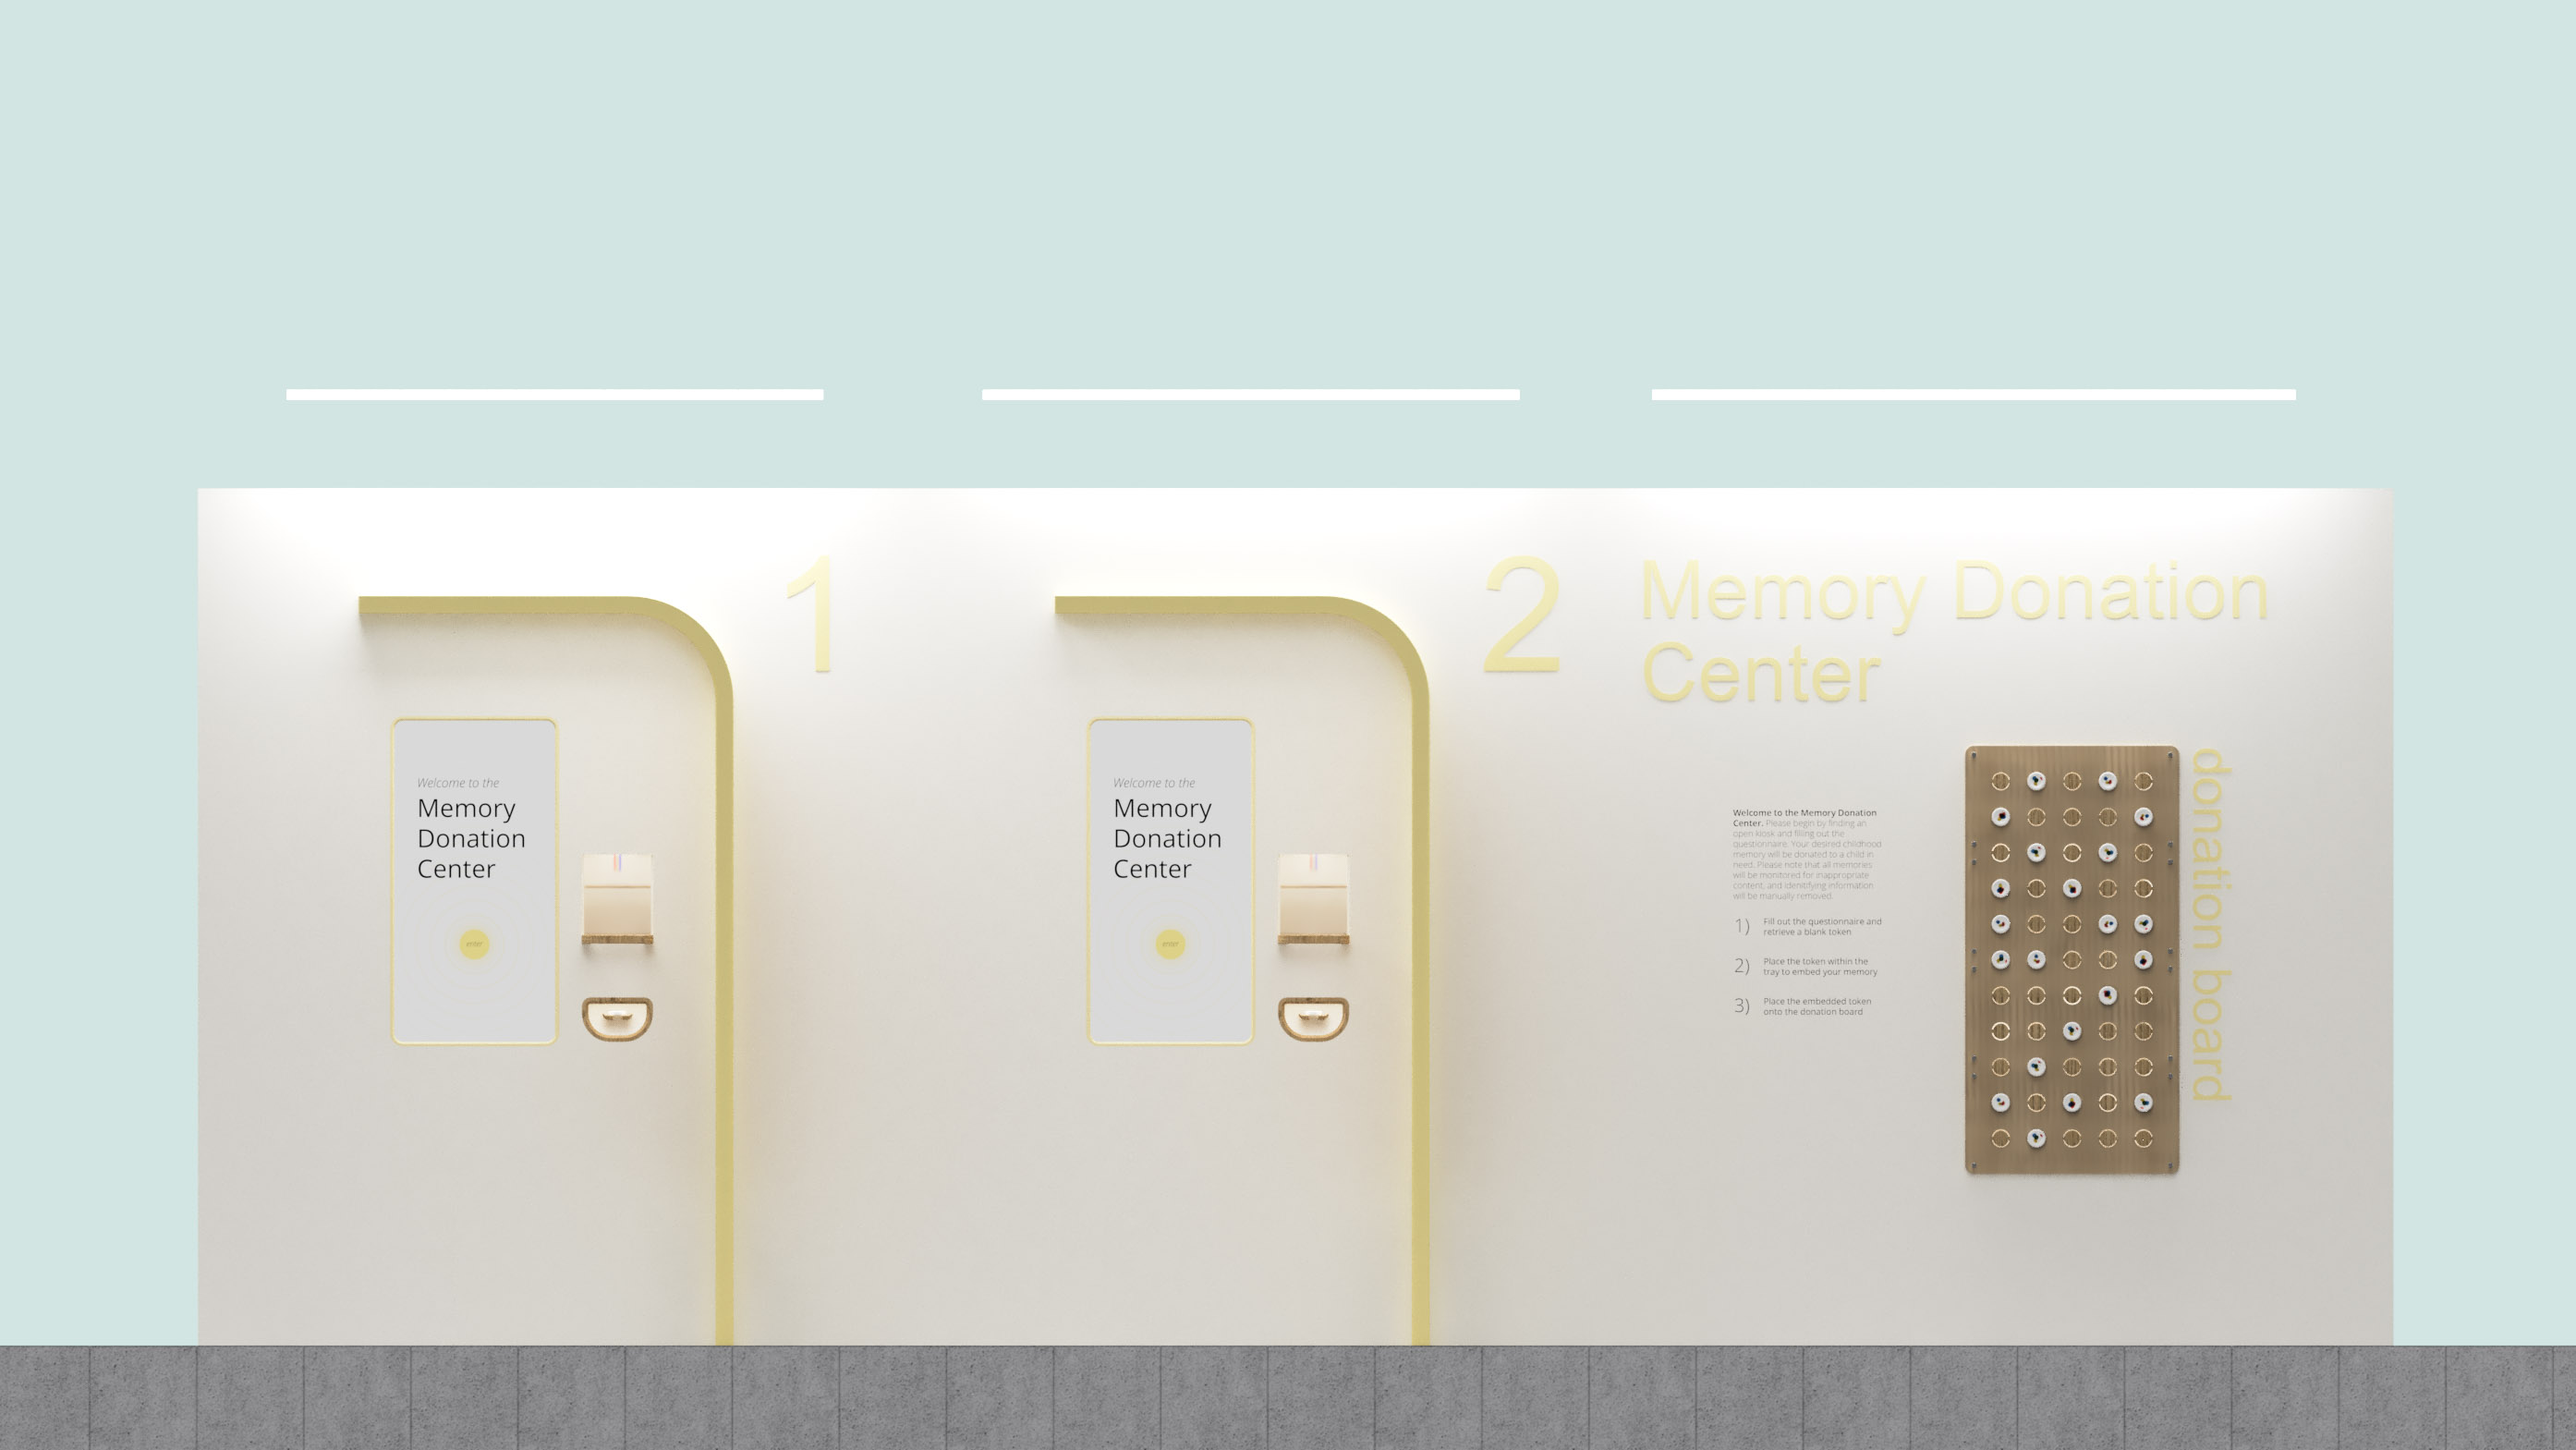 1
Welcome to the
Memory
Donation
Center
enter
2
Welcome to the
Memory
Donation
Center
enter
Memory Donation
Center
Welcome to the Memory Donation
Center. Please begin by finding an
open kiosk and filling out the
questionnaire. Your desired childhood
memory will be donated to a child in
need. Please note that all memories
will be monitored for inappropriate
content, and identifying information
will be manually removed.
1) Fill out the questionnaire and
retrieve a blank token
2) Place the token within the
tray to embed your memory
3) Place the embedded token
onto the donation board
donation board